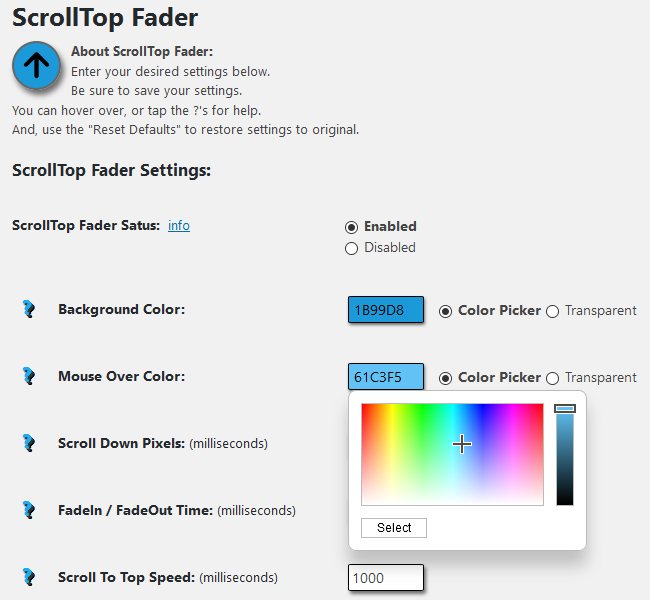 ScrollTop Fader
About ScrollTop Fader:
Enter your desired settings below.
Be sure to save your settings.
You can hover over, or tap the ?'s for help.
And, use the "Reset Defaults" to restore settings to original.
ScrollTop Fader Settings:
ScrollTop Fader Satus: info
Enabled
Disabled
? Background Color: 1B99D8 Color Picker Transparent
? Mouse Over Color: 61C3F5 Color Picker Transparent
? Scroll Down Pixels: (milliseconds)
? FadeIn / FadeOut Time: (milliseconds)
Select
? Scroll To Top Speed: (milliseconds) 1000